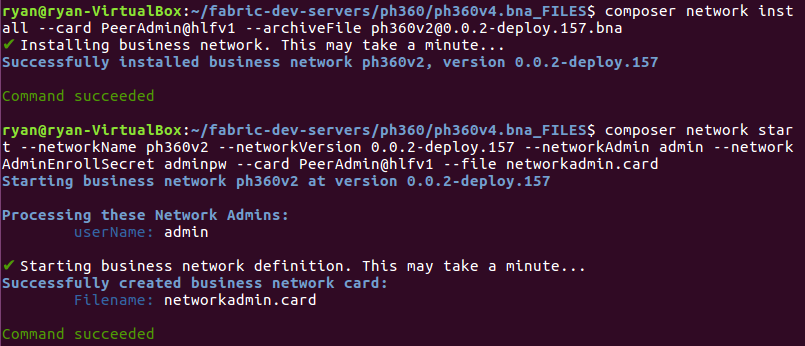 ryan@ryan-VirtualBox:~/fabric-dev-servers/ph360/ph360v4.bna_FILES$ composer network inst
all --card PeerAdmin@hlfv1 --archiveFile ph360v2@0.0.2-deploy.157.bna
✔ Installing business network. This may take a minute...
Successfully installed business network ph360v2, version 0.0.2-deploy.157

Command succeeded

ryan@ryan-VirtualBox:~/fabric-dev-servers/ph360/ph360v4.bna_FILES$ composer network star
t --networkName ph360v2 --networkVersion 0.0.2-deploy.157 --networkAdmin admin --network
AdminEnrollSecret adminpw --card PeerAdmin@hlfv1 --file networkadmin.card
Starting business network ph360v2 at version 0.0.2-deploy.157

Processing these Network Admins:
        userName: admin

✔ Starting business network definition. This may take a minute...
Successfully created business network card:
        Filename: networkadmin.card

Command succeeded